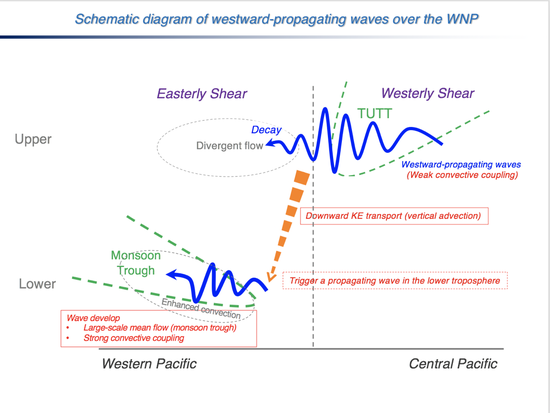 Schematic diagram of westward-propagating waves over the WNP
Easterly Shear
Westerly Shear
TUTT
Upper
Decay
Divergent flow
Westward-propagating waves
(Weak convective coupling)
Downward KE transport (vertical advection)
Monsoon
Trough
Lower
Trigger a propagating wave in the lower troposphere
Enhanced convection
Wave develop
• Large-scale mean flow (monsoon trough)
• Strong convective coupling
Western Pacific
Central Pacific